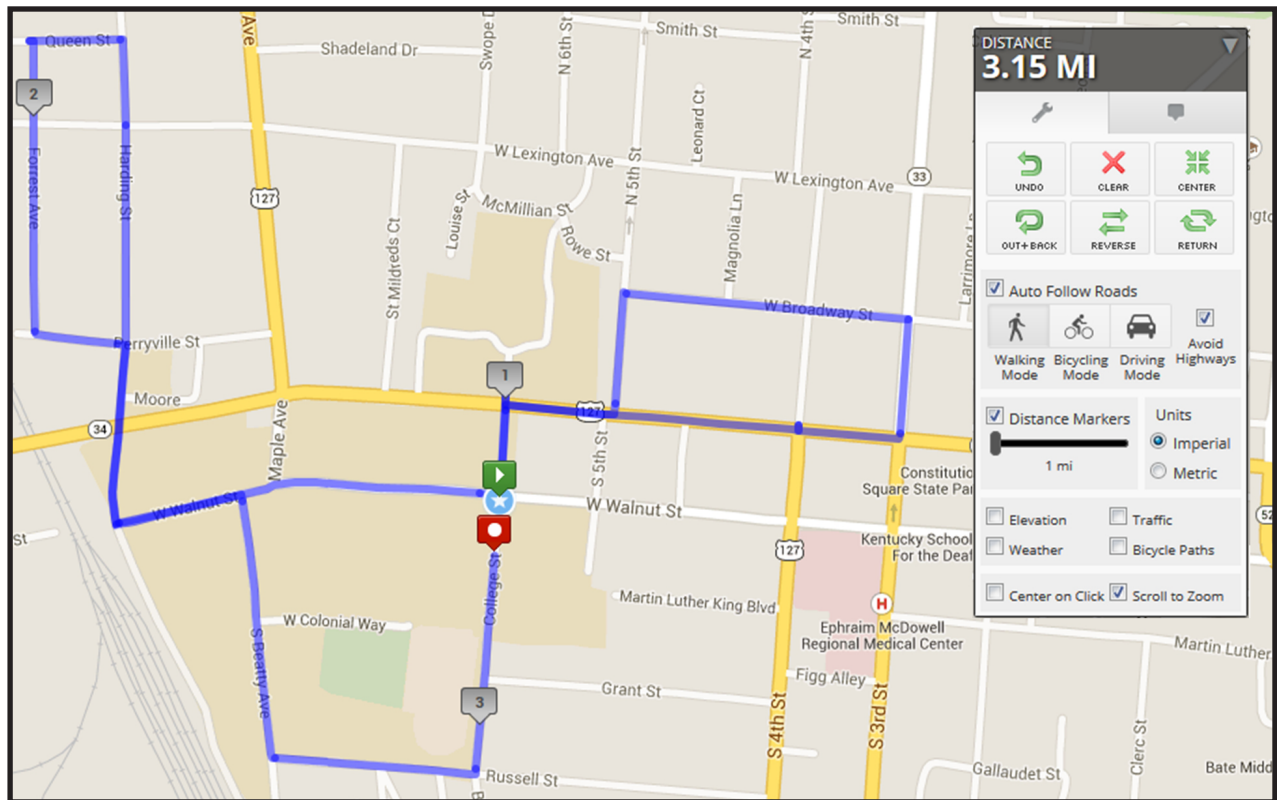 Queen St
Ave
Shadeland Dr
N 6th St
Smith St
Smith St
2
W Lexington Ave
Leonard Ct
N 5th St
W Lexington Ave
33
Forrest Ave
Harding St
127
McMillian St
Louise St
Rowe St
Magnolia Ln
St Mildreds Ct
W Broadway St
Perryville St
Moore
1
127
34
Maple Ave
W Walnut St
S 5th St
W Walnut St
St
127
College St
Martin Luther King Blvd
W Colonial Way
S Beatty Ave
H
Ephraim McDowell
Regional Medical Center
Figg Alley
Grant St
3
Russell St
S 4th St
S 3rd St
Constitutio
Square State Par
Kentucky School
For the Deaf
52
Martin Luther
Clerc St
Gallaudet St
Bate Midd
DISTANCE
3.15 MI
UNDO
CLEAR
CENTER
OUT+BACK
REVERSE
RETURN
Auto Follow Roads
Walking
Mode
Bicycling
Mode
Driving
Mode
Avoid
Highways
Distance Markers
1 mi
Units
Imperial
Metric
Elevation
Traffic
Weather
Bicycle Paths
Center on Click
Scroll to Zoom